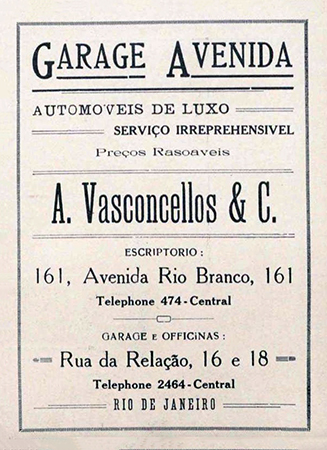 GARAGE AVENIDA
AUTOMOVEIS DE LUXO
SERVIÇO IRREPREHENSIVEL
Preços Rasoaveis
A. Vasconcellos & C.
ESCRIPTORIO:
161, Avenida Rio Branco, 161
Telephone 474-Central
GARAGE E OFFICINAS:
Rua da Relação, 16 e 18
Telephone 2464-Central
RIO DE JANEIRO